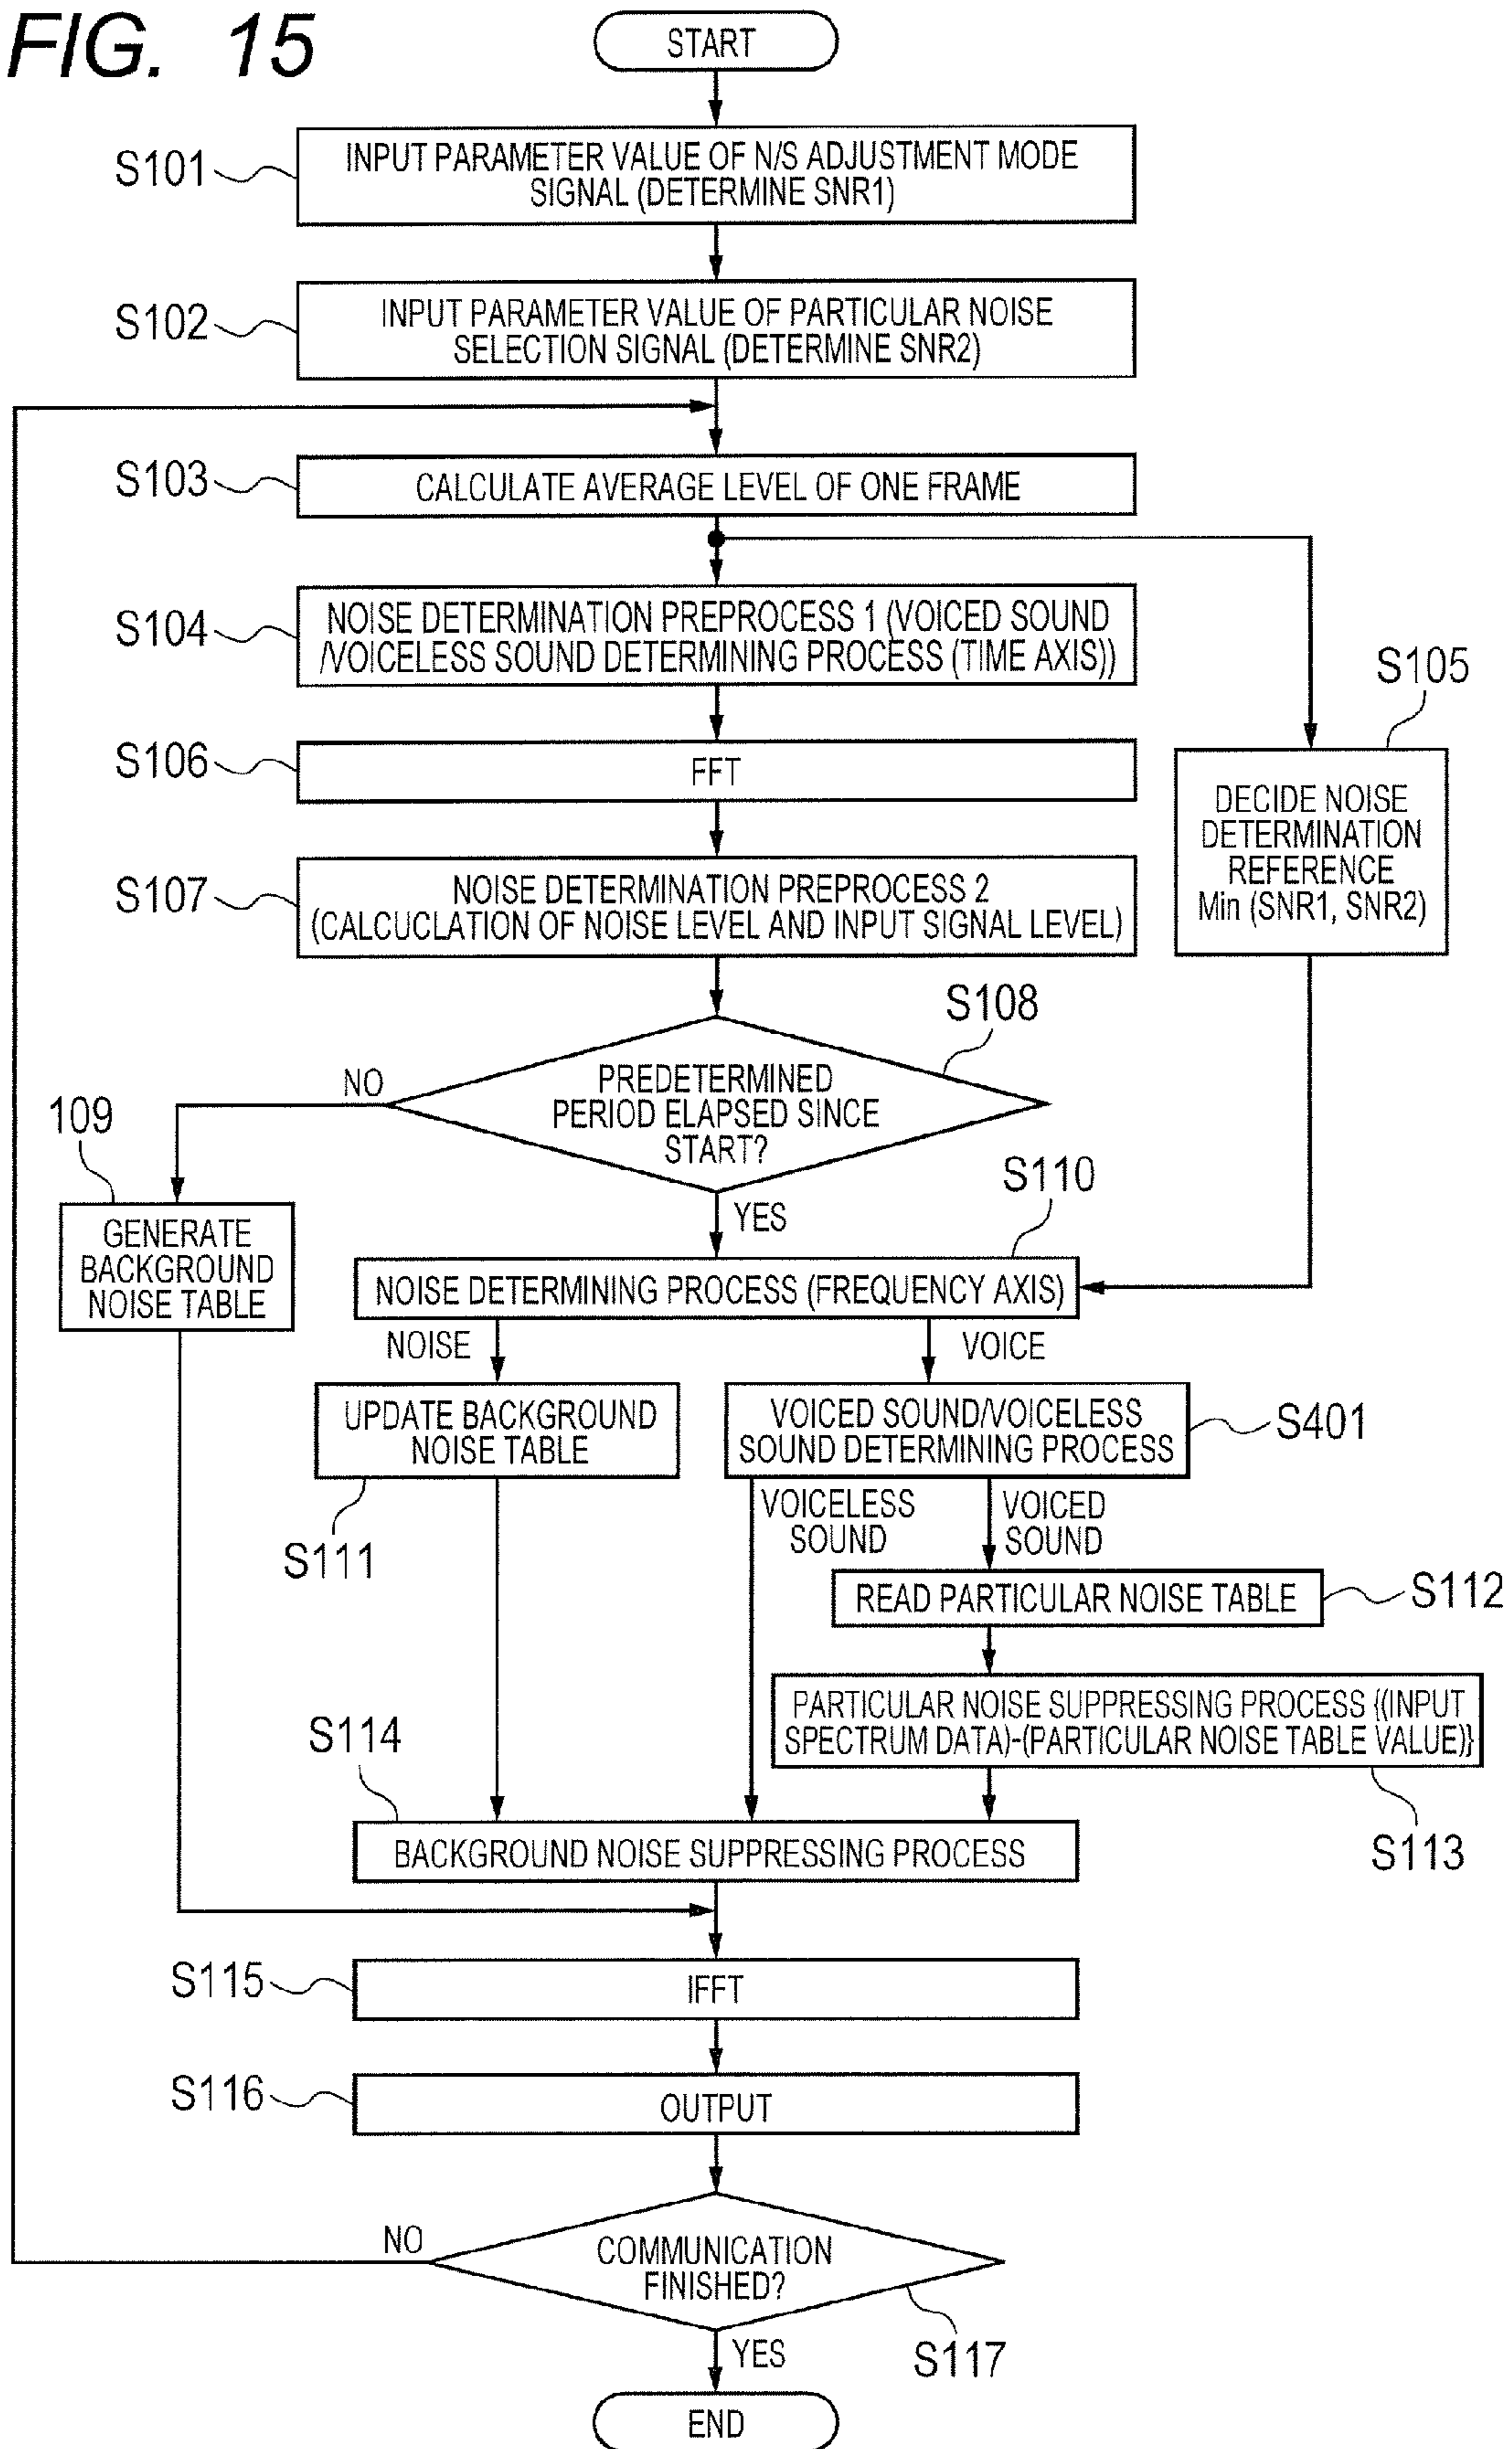 FIG. 15
START
S101
INPUT PARAMETER VALUE OF N/S ADJUSTMENT MODE
SIGNAL (DETERMINE SNR1)
S102
INPUT PARAMETER VALUE OF PARTICULAR NOISE
SELECTION SIGNAL (DETERMINE SNR2)
S103
CALCULATE AVERAGE LEVEL OF ONE FRAME
S104
NOISE DETERMINATION PREPROCESS 1 (VOICED SOUND
/VOICELESS SOUND DETERMINING PROCESS (TIME AXIS))
S105
DECIDE NOISE
DETERMINATION
REFERENCE
Min (SNR1, SNR2)
S106
FFT
S107
NOISE DETERMINATION PREPROCESS 2
(CALCUCLATION OF NOISE LEVEL AND INPUT SIGNAL LEVEL)
S108
PREDETERMINED
PERIOD ELAPSED SINCE
START?
NO
YES
109
GENERATE
BACKGROUND
NOISE TABLE
S110
NOISE DETERMINING PROCESS (FREQUENCY AXIS)
NOISE
VOICE
UPDATE BACKGROUND
NOISE TABLE
S111
VOICED SOUND/VOICELESS
SOUND DETERMINING PROCESS
S401
VOICELESS
SOUND
VOICED
SOUND
READ PARTICULAR NOISE TABLE
S112
PARTICULAR NOISE SUPPRESSING PROCESS {(INPUT
SPECTRUM DATA)-(PARTICULAR NOISE TABLE VALUE)}
S113
S114
BACKGROUND NOISE SUPPRESSING PROCESS
S115
IFFT
S116
OUTPUT
NO
COMMUNICATION
FINISHED?
S117
YES
END